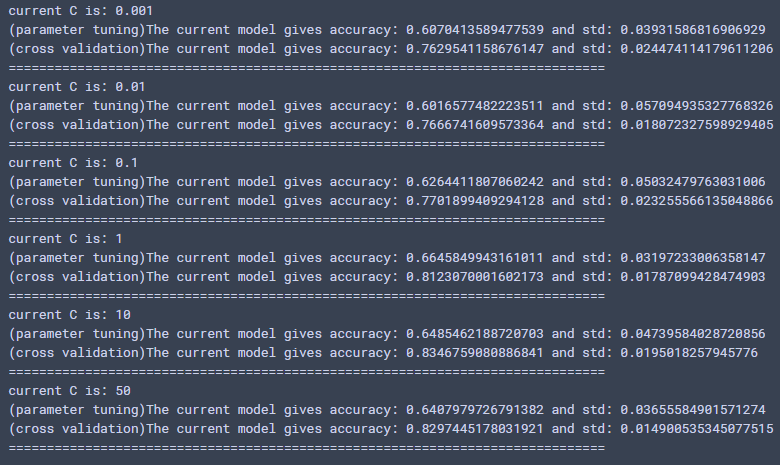 current C is: 0.001
(parameter tuning)The current model gives accuracy: 0.6070413589477539 and std: 0.03931586816906929
(cross validation)The current model gives accuracy: 0.7629541158676147 and std: 0.024474114179611206
==============================================================================
current C is: 0.01
(parameter tuning)The current model gives accuracy: 0.6016577482223511 and std: 0.057094935327768326
(cross validation)The current model gives accuracy: 0.7666741609573364 and std: 0.018072327598929405
==============================================================================
current C is: 0.1
(parameter tuning)The current model gives accuracy: 0.6264411807060242 and std: 0.05032479763031006
(cross validation)The current model gives accuracy: 0.7701899409294128 and std: 0.023255566135048866
==============================================================================
current C is: 1
(parameter tuning)The current model gives accuracy: 0.6645849943161011 and std: 0.03197233006358147
(cross validation)The current model gives accuracy: 0.8123070001602173 and std: 0.01787099428474903
==============================================================================
current C is: 10
(parameter tuning)The current model gives accuracy: 0.6485462188720703 and std: 0.04739584028720856
(cross validation)The current model gives accuracy: 0.8346759080886841 and std: 0.0195018257945776
==============================================================================
current C is: 50
(parameter tuning)The current model gives accuracy: 0.6407979726791382 and std: 0.03655584901571274
(cross validation)The current model gives accuracy: 0.8297445178031921 and std: 0.014900535345077515
==============================================================================